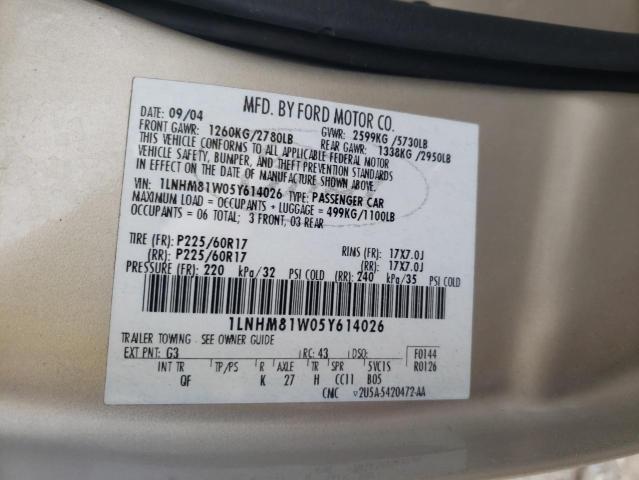 MFD. BY FORD MOTOR CO.
DATE: 09/04 GVWR: 2599KG /5730LB
FRONT GAWR: 1260KG/2780LB REAR GAWR: 1338KG /2950LB
THIS VEHICLE CONFORMS TO ALL APPLICABLE FEDERAL MOTOR
VEHICLE SAFETY, BUMPER, AND THEFT PREVENTION STANDARDS
IN EFFECT ON THE DATE OF MANUFACTURE SHOWN ABOVE.
VIN: 1LNHM81W05Y614026 TYPE: PASSENGER CAR
MAXIMUM LOAD = OCCUPANTS + LUGGAGE = 499KG/1100LB
OCCUPANTS = 06 TOTAL; 3 FRONT, 03 REAR
TIRE (FR): P225/60R17 RIMS (FR): 17X7.0J
(RR): P225/60R17 (RR): 17X7.0J
PRESSURE (FR): 220 kPa/32 PSI COLD (RR): 240 kPa/35 PSI COLD
1LNHM81W05Y614026
TRAILER TOWING - SEE OWNER GUIDE
EXT PNT: G3 RC: 43 DSO: F0144
INT TR TP/PS R AXLE TR SPR R0126
QF K 27 H CC11 B05
CMC 2U5A-5420472-AA